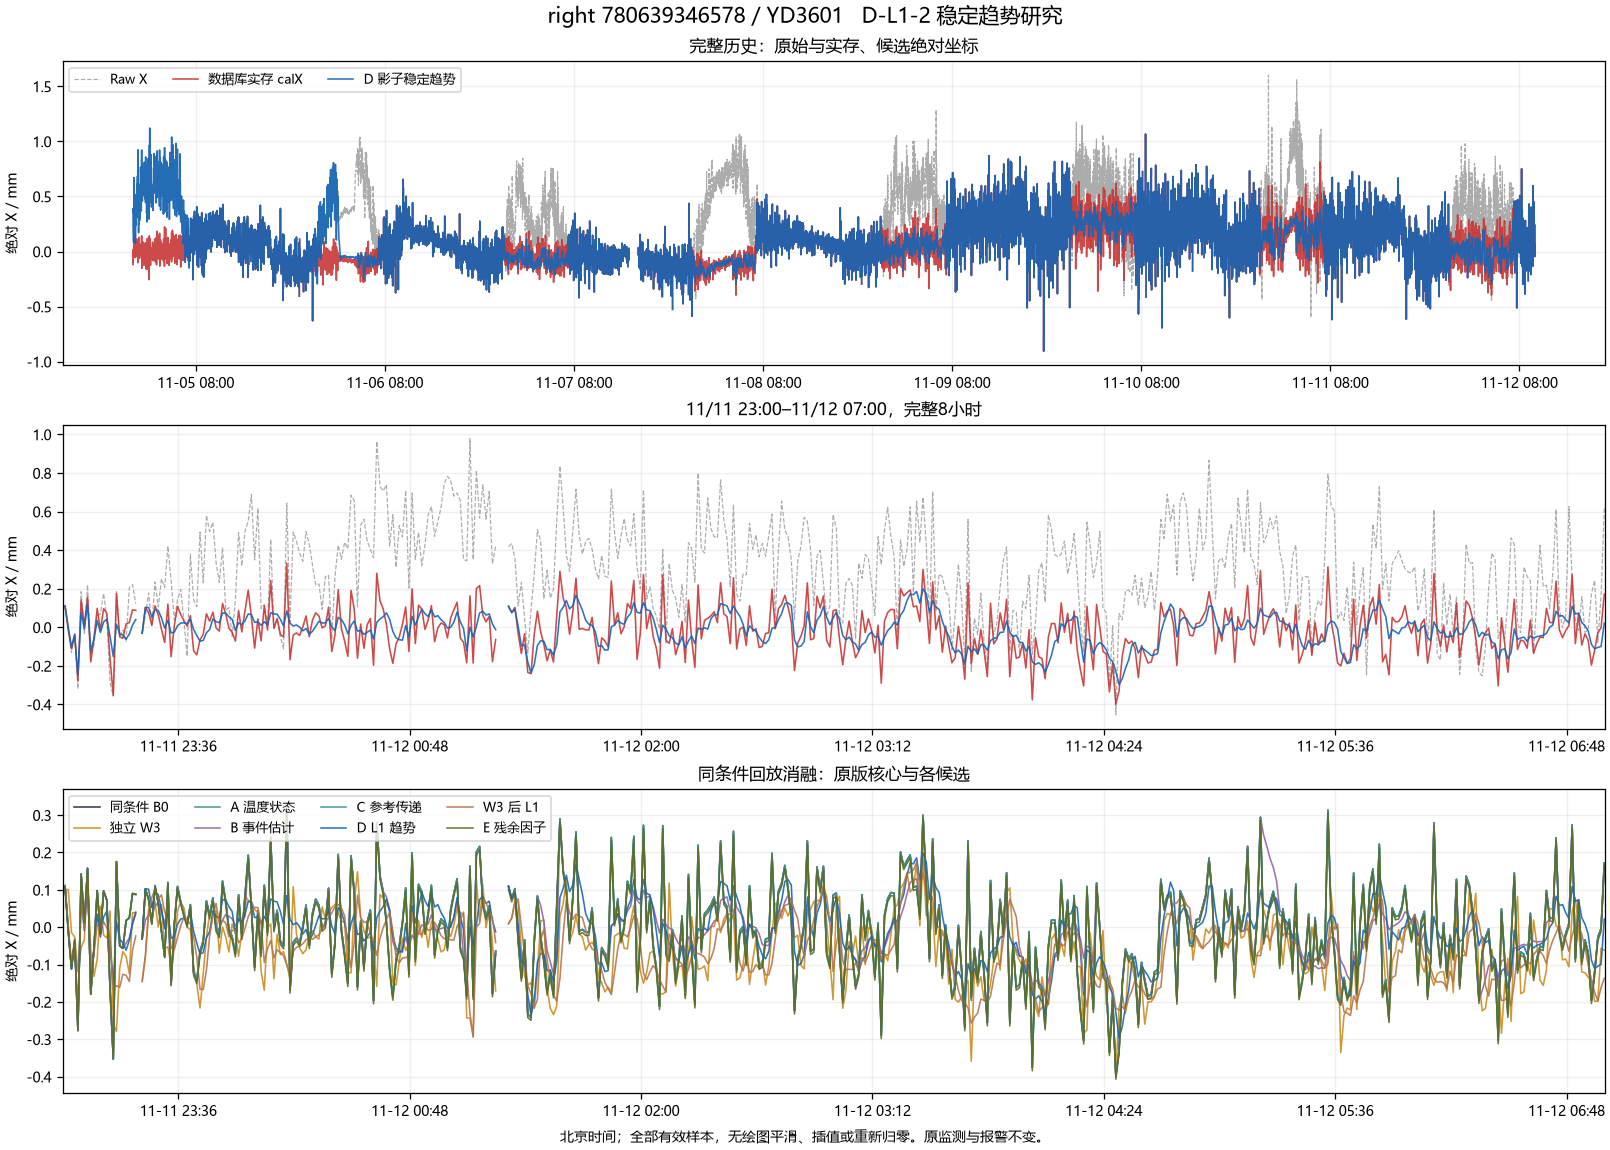 right 780639346578 / YD3601   D-L1-2 稳定趋势研究
完整历史：原始与实存、候选绝对坐标
Raw X
数据库实存 calX
D 影子稳定趋势
绝对 X / mm
1.5
1.0
0.5
0.0
-0.5
-1.0
11-05 08:00
11-06 08:00
11-07 08:00
11-08 08:00
11-09 08:00
11-10 08:00
11-11 08:00
11-12 08:00
11/11 23:00–11/12 07:00，完整8小时
绝对 X / mm
1.0
0.8
0.6
0.4
0.2
0.0
-0.2
-0.4
11-11 23:36
11-12 00:48
11-12 02:00
11-12 03:12
11-12 04:24
11-12 05:36
11-12 06:48
同条件回放消融：原版核心与各候选
同条件 B0
A 温度状态
C 参考传递
W3 后 L1
独立 W3
B 事件估计
D L1 趋势
E 残余因子
绝对 X / mm
0.3
0.2
0.1
0.0
-0.1
-0.2
-0.3
-0.4
11-11 23:36
11-12 00:48
11-12 02:00
11-12 03:12
11-12 04:24
11-12 05:36
11-12 06:48
北京时间；全部有效样本，无绘图平滑、插值或重新归零。原监测与报警不变。